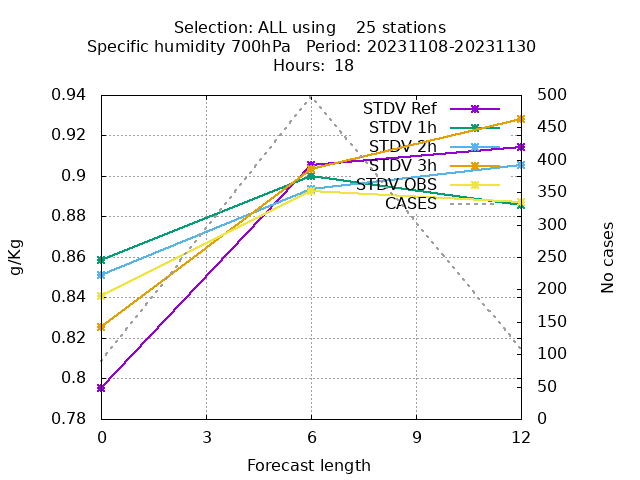 Selection: ALL using    25 stations
Specific humidity 700hPa   Period: 20231108-20231130
Hours: 18
STDV Ref
STDV 1h
STDV 2h
STDV 3h
STDV OBS
CASES
g/Kg
0.94
0.92
0.9
0.88
0.86
0.84
0.82
0.8
0.78
No cases
500
450
400
350
300
250
200
150
100
50
0
0 3 6 9 12
Forecast length